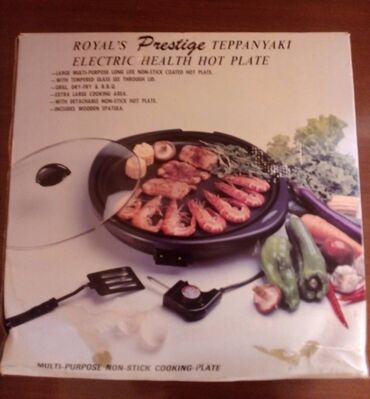 ROYAL'S Prestige TEPPANYAKI
ELECTRIC HEALTH HOT PLATE
—LARGE MULTI-PURPOSE LONG LIFE NON-STICK COATED HOT PLATE.
—WITH TEMPERED GLASS SEE THROUGH LID.
—GRILL, DRY-FRY & B.B.Q.
—EXTRA LARGE COOKING AREA.
—WITH DETACHABLE NON-STICK HOT PLATE.
—INCLUDES WOODEN SPATULA.
MULTI-PURPOSE NON-STICK COOKING-PLATE